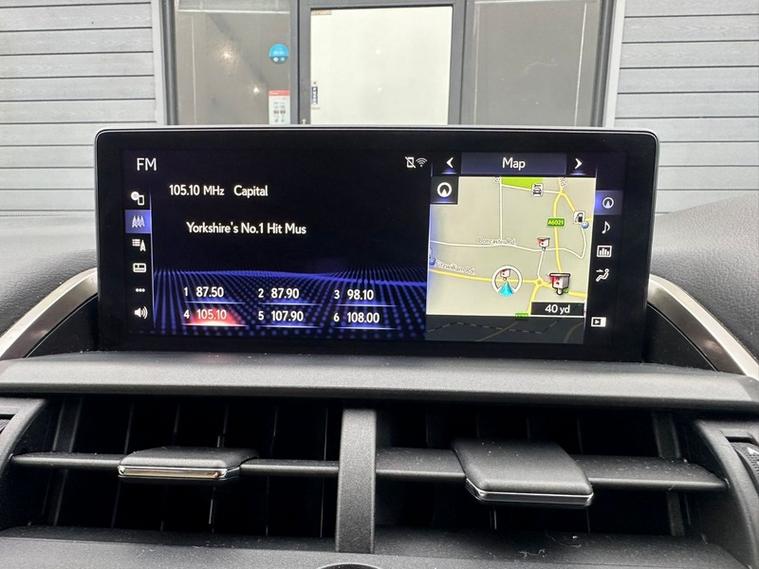 FM
Map
105.10 MHz Capital
Yorkshire's No.1 Hit Mus
A6021
1 87.50
2 87.90
3 98.10
4 105.10
5 107.90
6 108.00
40 yd